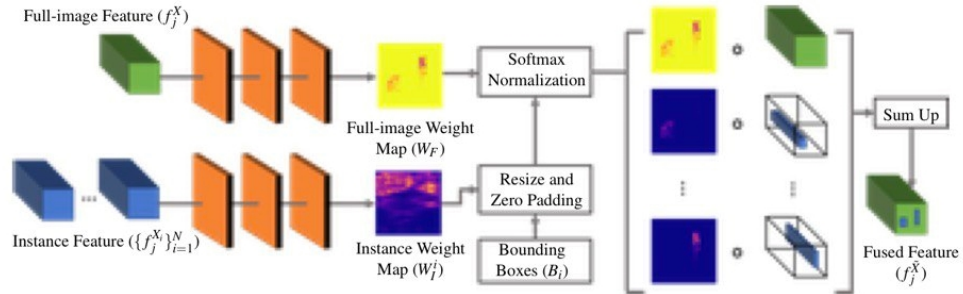 Full-image Feature (f_j^X)
Softmax
Normalization
Full-image Weight
Map (W_F)
Sum Up
Resize and
Zero Padding
...
...
...
Instance Feature ({f_j^{X_i}}_{i=1}^N)
Instance Weight
Map (W_I^i)
Bounding
Boxes (B_i)
Fused Feature
(f_j^{X̃})